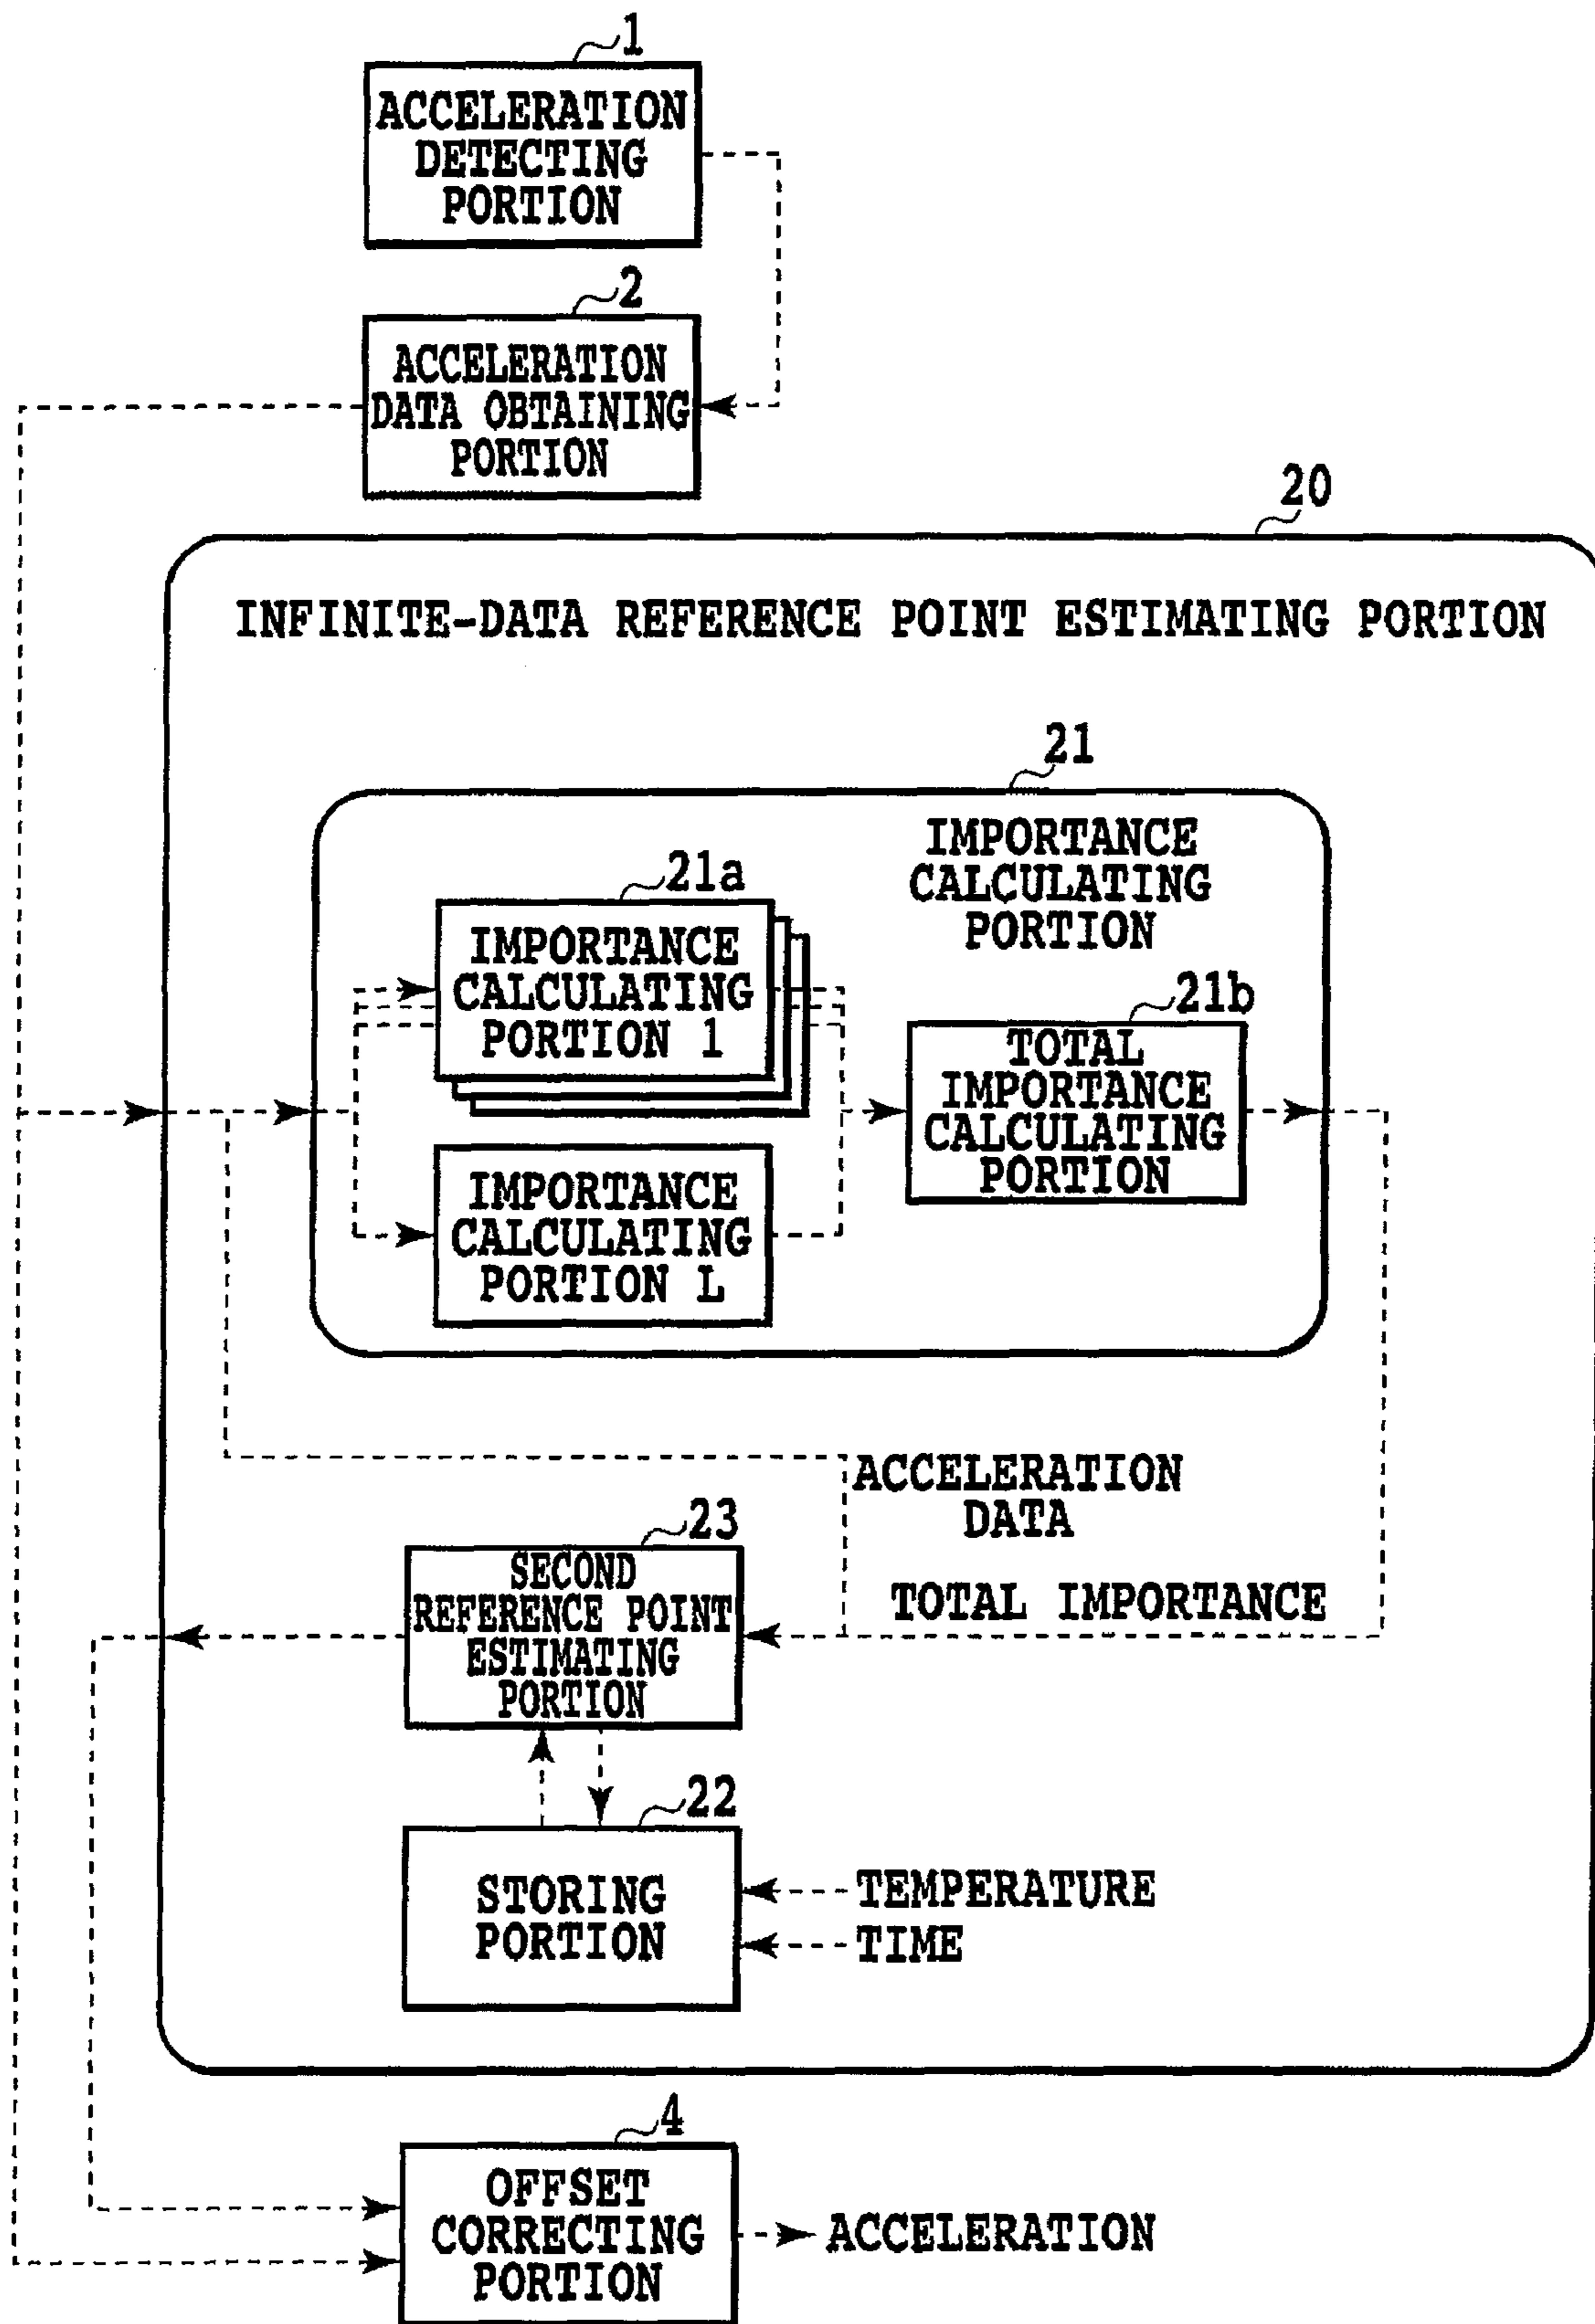 1
ACCELERATION
DETECTING
PORTION
2
ACCELERATION
DATA OBTAINING
PORTION
20
INFINITE-DATA REFERENCE POINT ESTIMATING PORTION
21
IMPORTANCE
CALCULATING
PORTION
21a
IMPORTANCE
CALCULATING
PORTION 1
21b
TOTAL
IMPORTANCE
CALCULATING
PORTION
IMPORTANCE
CALCULATING
PORTION L
ACCELERATION
DATA
23
SECOND
REFERENCE POINT
ESTIMATING
PORTION
TOTAL IMPORTANCE
22
STORING
PORTION
TEMPERATURE
TIME
4
OFFSET
CORRECTING
PORTION
ACCELERATION